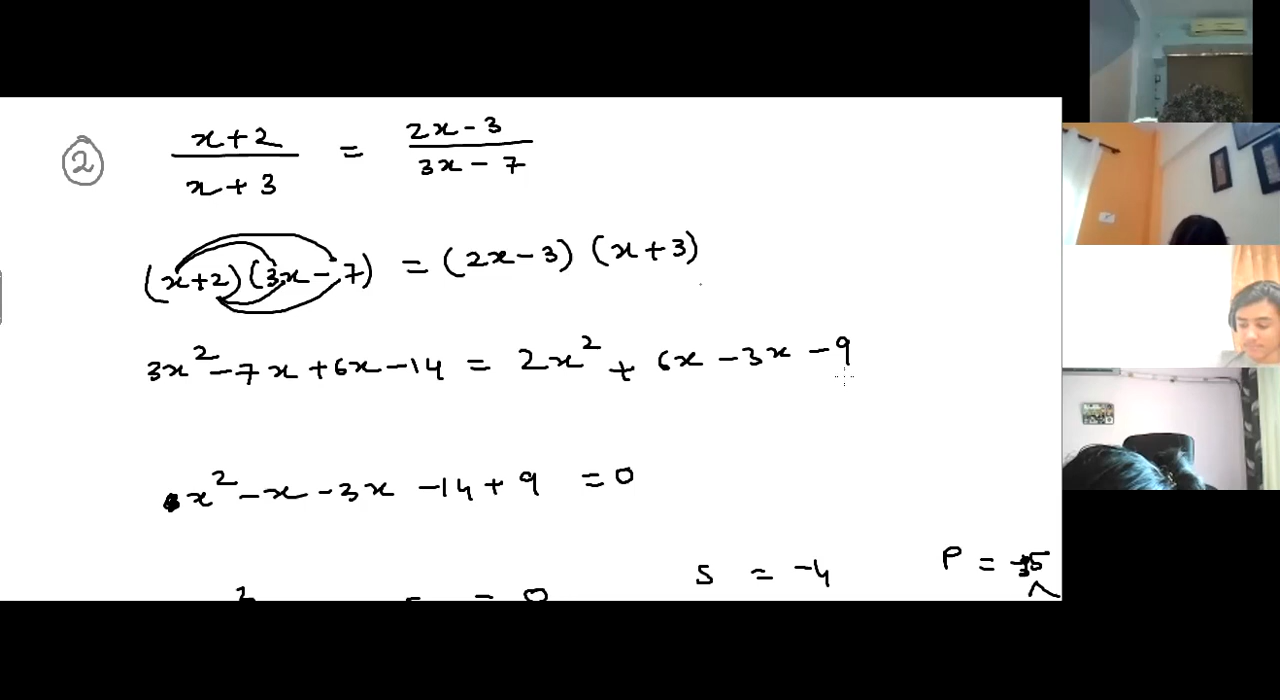 ② (x+2)/(x+3) = (2x-3)/(3x-7)
(x+2)(3x-7) = (2x-3)(x+3)
3x² -7x +6x -14 = 2x² + 6x -3x -9
x² -x -3x -14 + 9 = 0
S = -4 P =
= 0